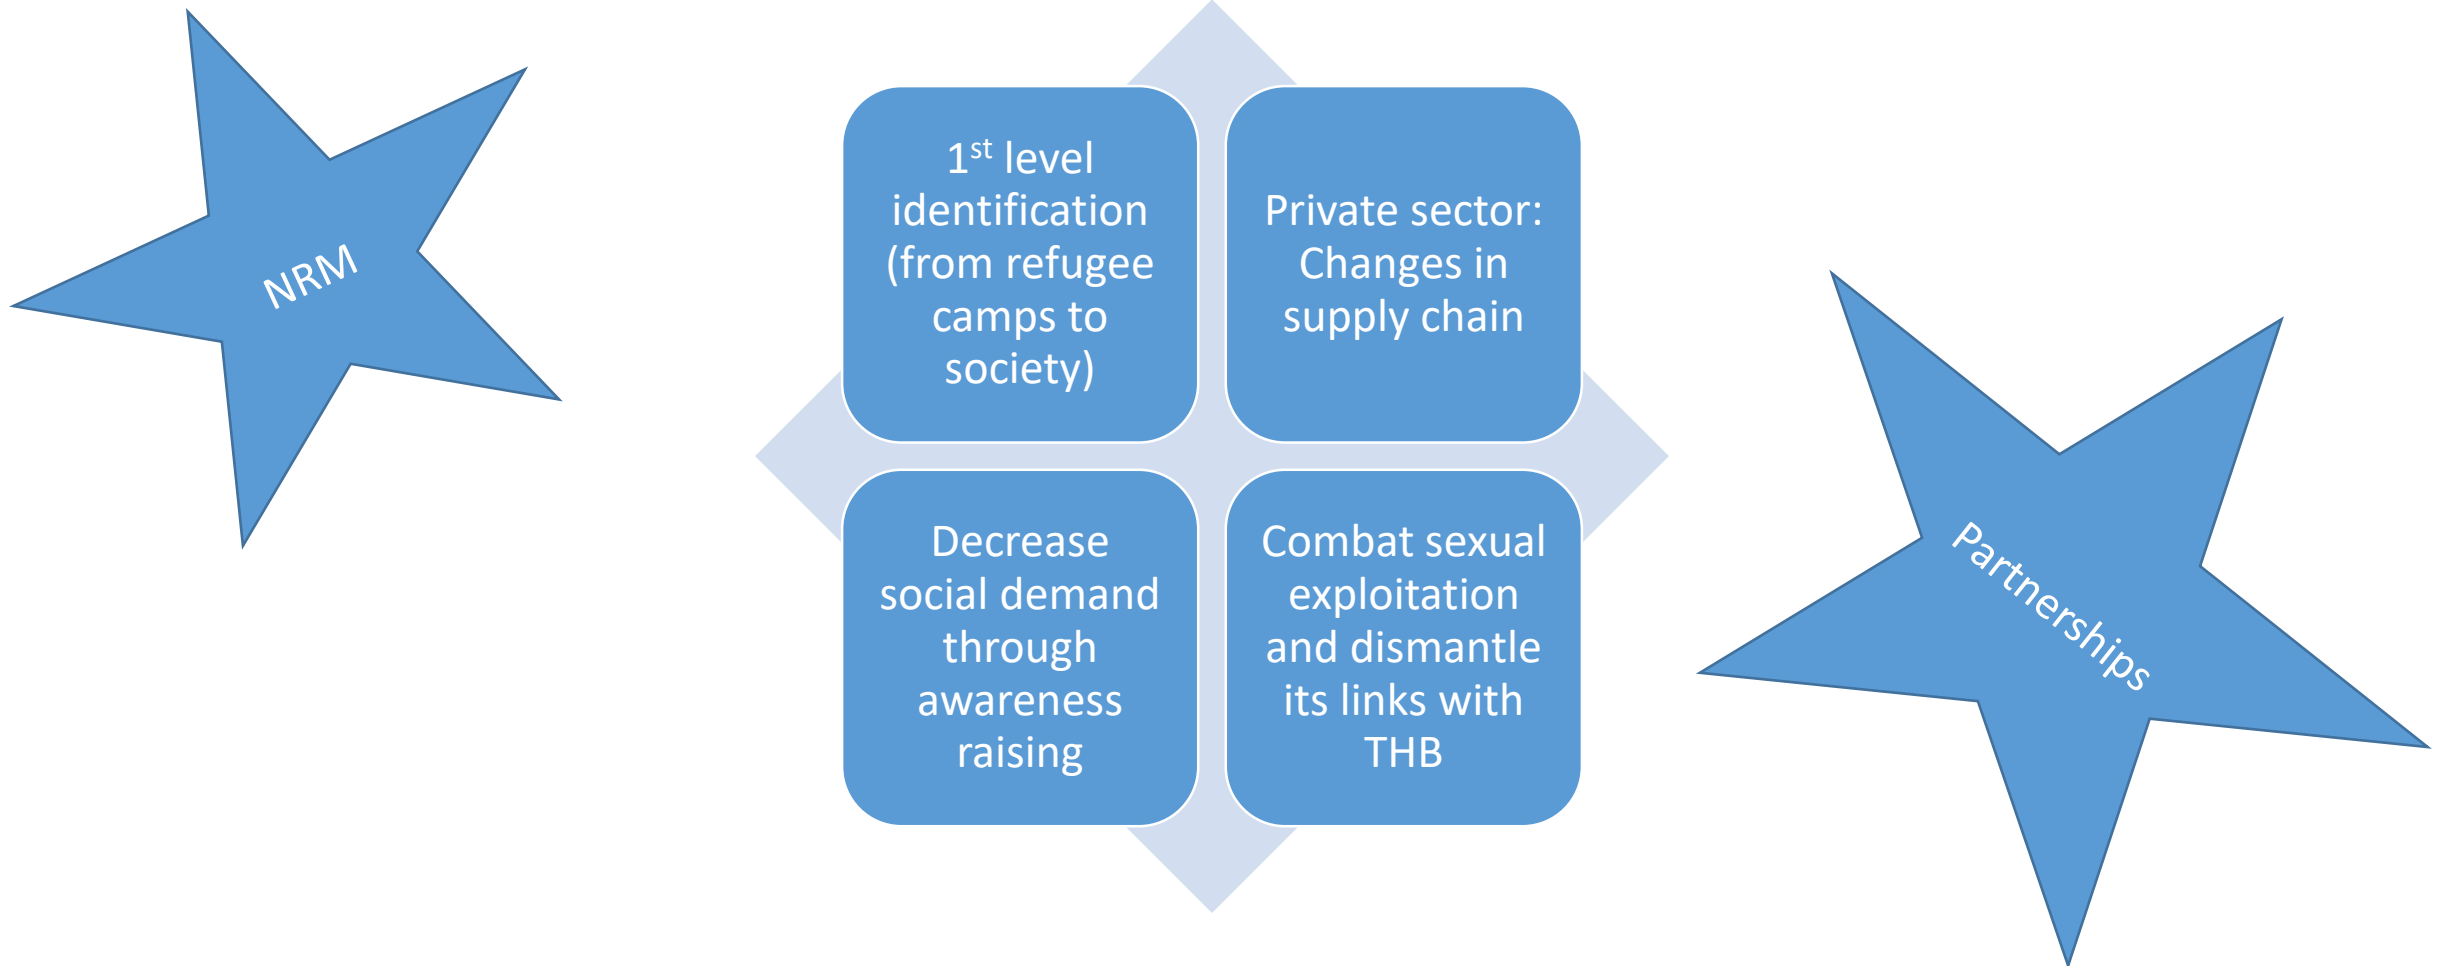 NRM
1st level
identification
(from refugee
camps to
society)
Private sector:
Changes in
supply chain
Decrease
social demand
through
awareness
raising
Combat sexual
exploitation
and dismantle
its links with
THB
Partnerships